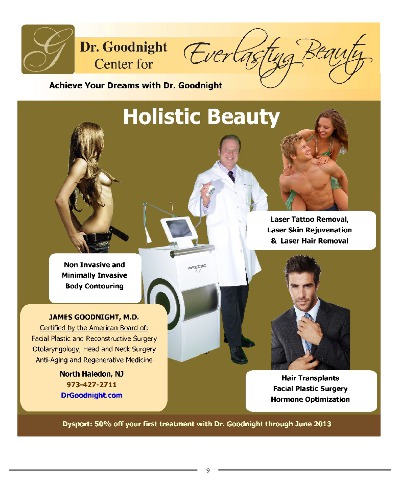 G
Dr. Goodnight
Center for
Everlasting Beauty
Achieve Your Dreams with Dr. Goodnight
Holistic Beauty
Laser Tattoo Removal,
Laser Skin Rejuvenation
& Laser Hair Removal
Non Invasive and
Minimally Invasive
Body Contouring
JAMES GOODNIGHT, M.D.
Certified by the American Board of:
Facial Plastic and Reconstructive Surgery
Otolaryngology, Head and Neck Surgery
Anti-Aging and Regenerative Medicine
North Haledon, NJ
973-427-2711
DrGoodnight.com
Hair Transplants
Facial Plastic Surgery
Hormone Optimization
Dysport: 50% off your first treatment with Dr. Goodnight through June 2013
9